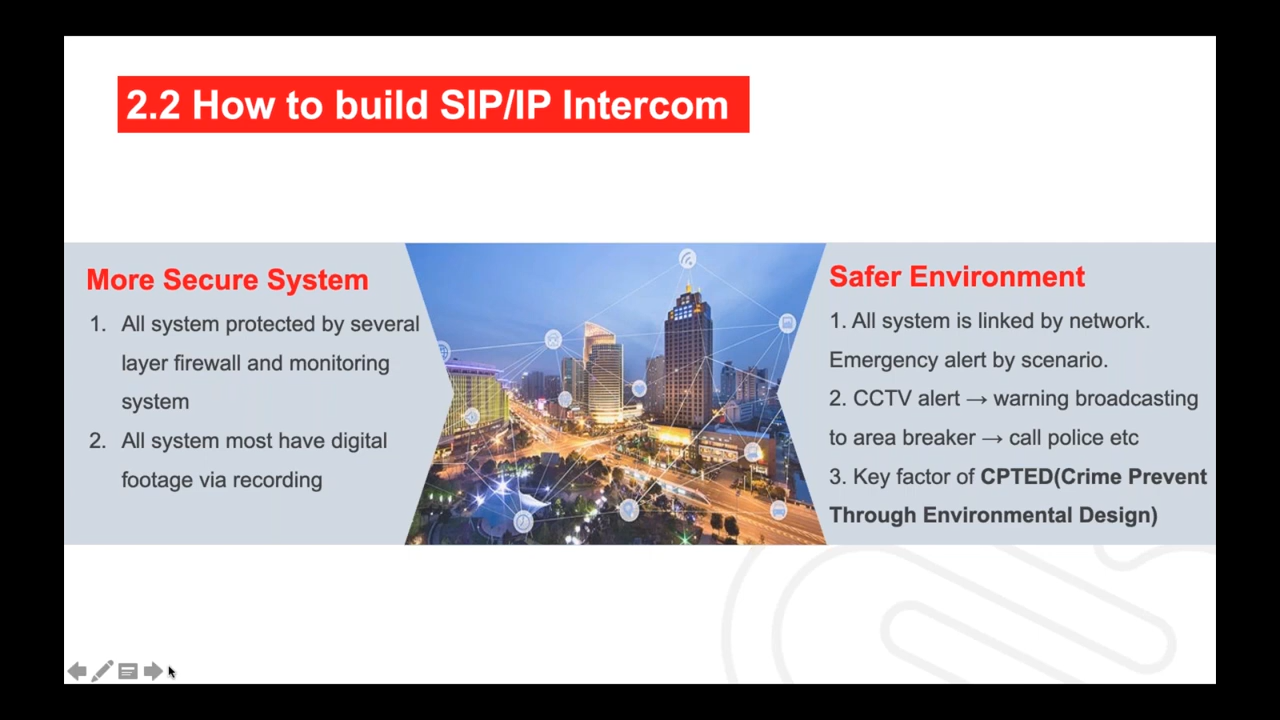 2.2 How to build SIP/IP Intercom
More Secure System
1. All system protected by several
layer firewall and monitoring
system
2. All system most have digital
footage via recording
Safer Environment
1. All system is linked by network.
Emergency alert by scenario.
2. CCTV alert → warning broadcasting
to area breaker → call police etc
3. Key factor of CPTED(Crime Prevent
Through Environmental Design)